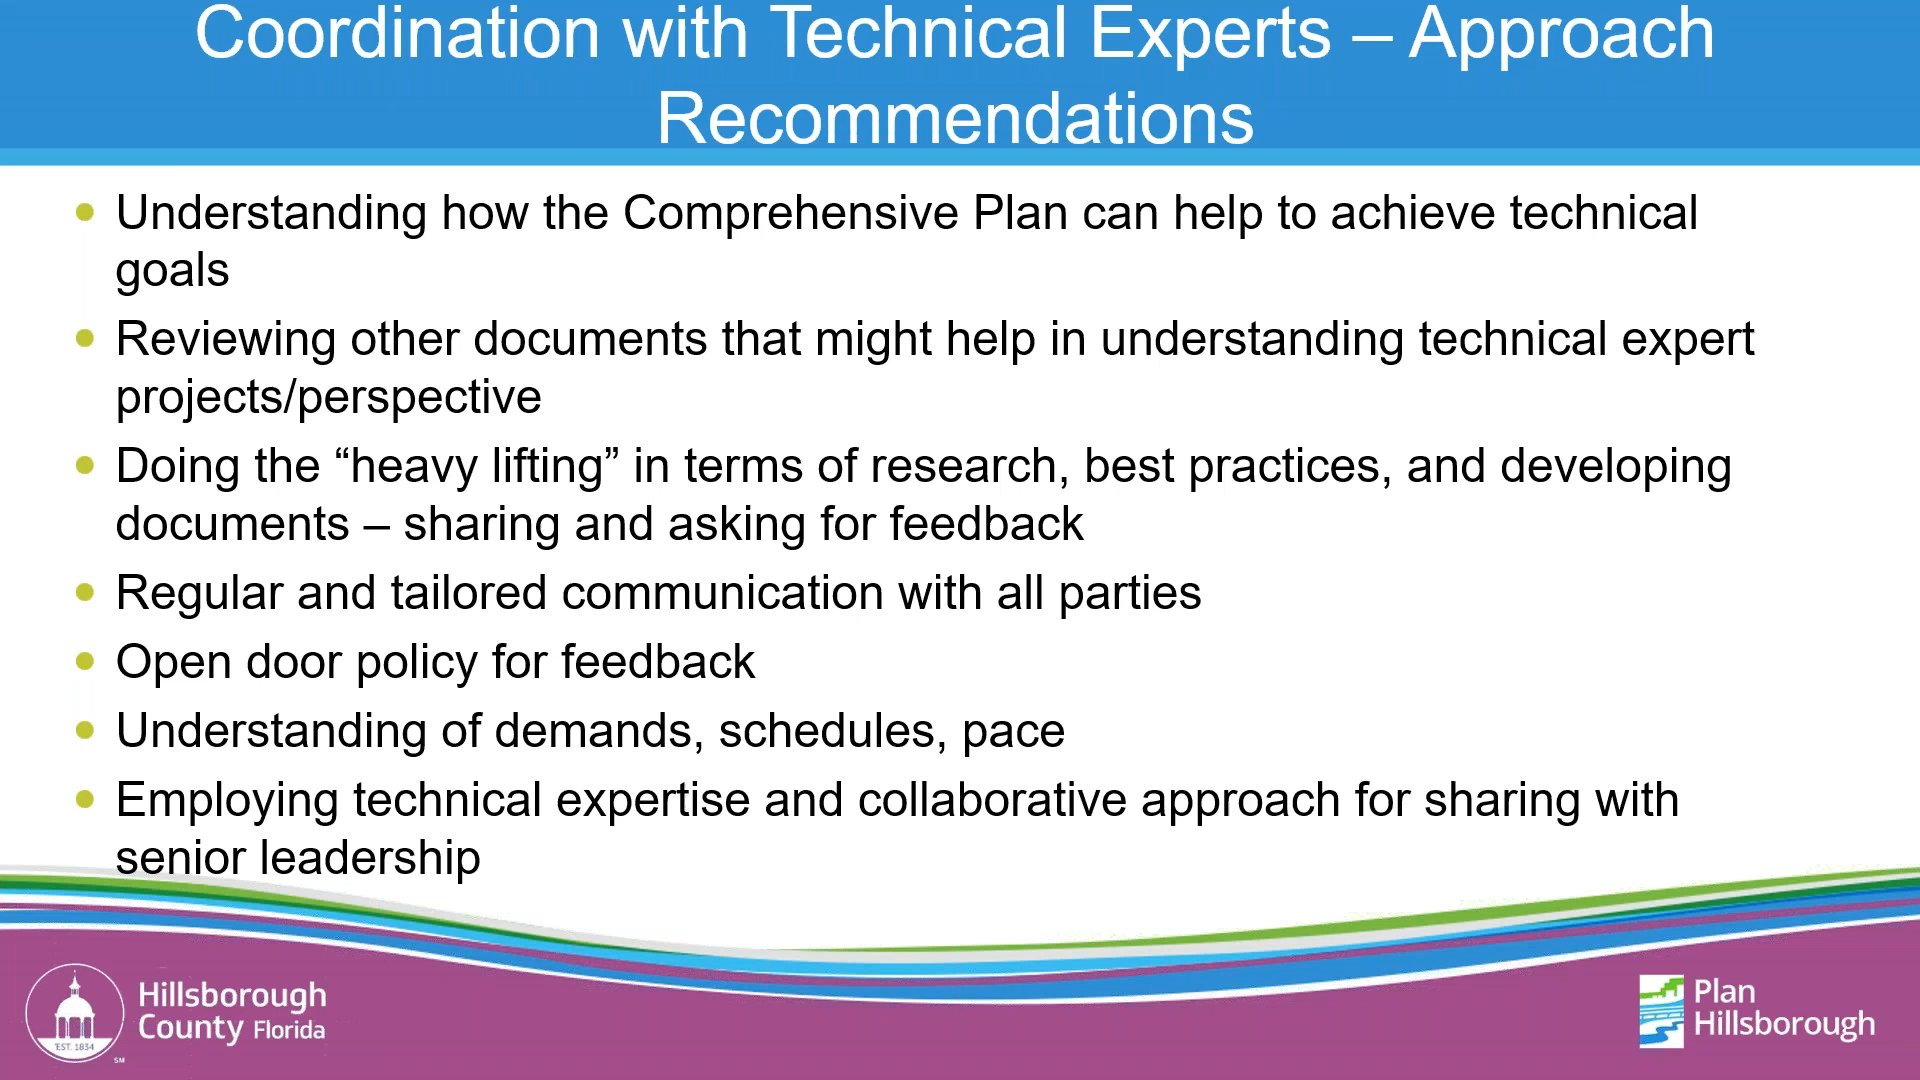 Coordination with Technical Experts – Approach
Recommendations
• Understanding how the Comprehensive Plan can help to achieve technical
goals
• Reviewing other documents that might help in understanding technical expert
projects/perspective
• Doing the “heavy lifting” in terms of research, best practices, and developing
documents – sharing and asking for feedback
• Regular and tailored communication with all parties
• Open door policy for feedback
• Understanding of demands, schedules, pace
• Employing technical expertise and collaborative approach for sharing with
senior leadership
Hillsborough
County Florida
EST. 1834
SM
Plan
Hillsborough